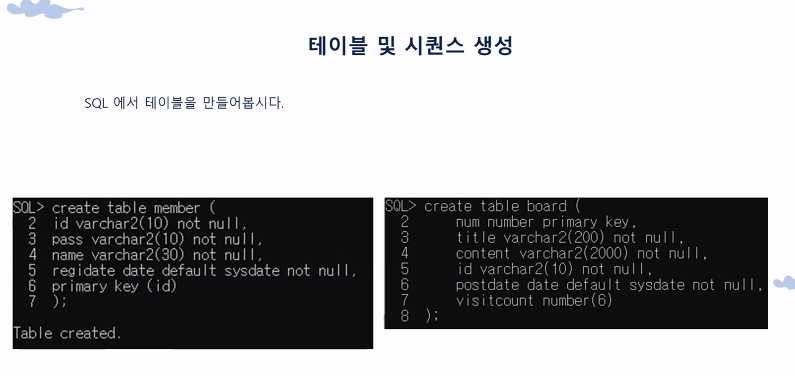 테이블 및 시퀀스 생성
SQL 에서 테이블을 만들어봅시다.
SQL> create table member (
2 id varchar2(10) not null,
3 pass varchar2(10) not null,
4 name varchar2(30) not null,
5 regidate date default sysdate not null,
6 primary key (id)
7 );
Table created.
SQL> create table board (
2 num number primary key,
3 title varchar2(200) not null,
4 content varchar2(2000) not null,
5 id varchar2(10) not null,
6 postdate date default sysdate not null,
7 visitcount number(6)
8 );